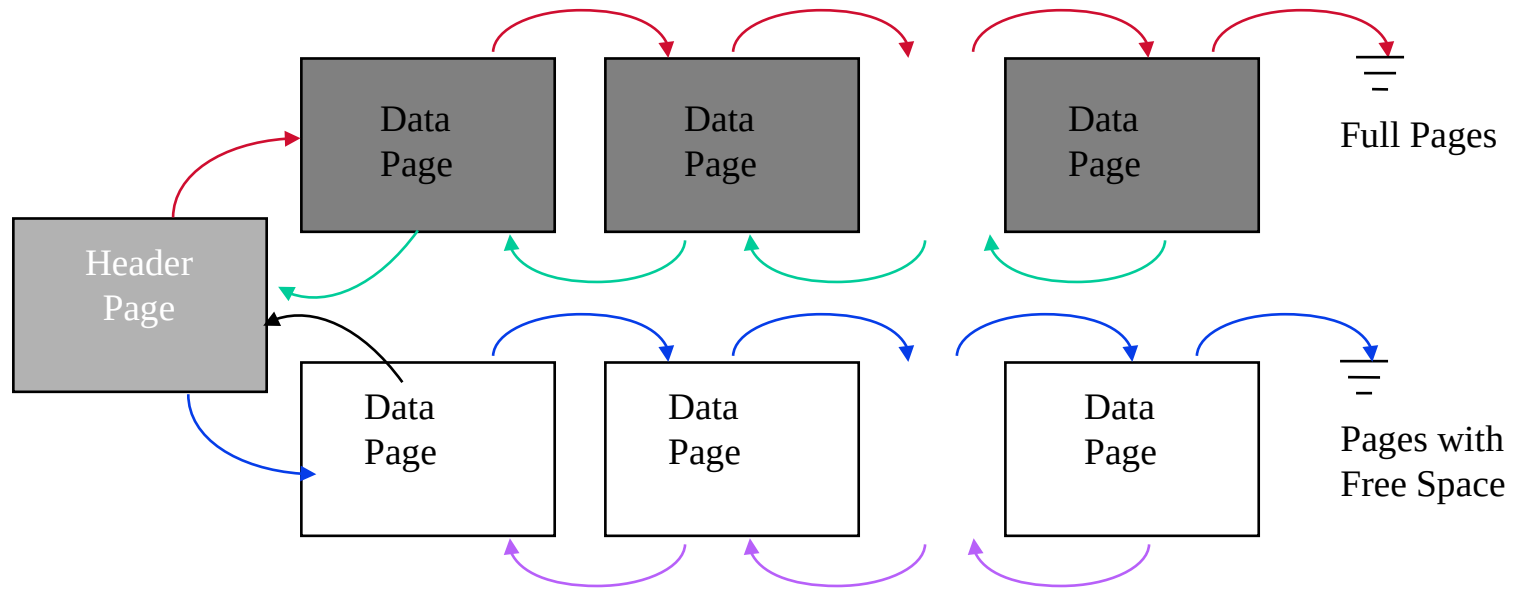 Data
Page
Data
Page
Data
Page
Full Pages
Header
Page
Data
Page
Data
Page
Data
Page
Pages with
Free Space